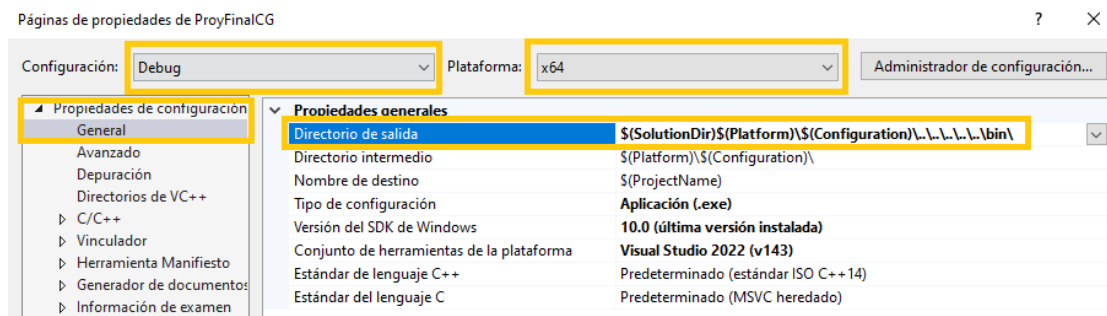 Páginas de propiedades de ProyFinalCG ? ×
Configuración: Debug Plataforma: x64 Administrador de configuración...
Propiedades de configuración
General
Avanzado
Depuración
Directorios de VC++
C/C++
Vinculador
Herramienta Manifiesto
Generador de documentos
Información de examen
Propiedades generales
Directorio de salida $(SolutionDir)$(Platform)\$(Configuration)\..\..\..\..\..\bin\
Directorio intermedio $(Platform)\$(Configuration)\
Nombre de destino $(ProjectName)
Tipo de configuración Aplicación (.exe)
Versión del SDK de Windows 10.0 (última versión instalada)
Conjunto de herramientas de la plataforma Visual Studio 2022 (v143)
Estándar de lenguaje C++ Predeterminado (estándar ISO C++14)
Estándar del lenguaje C Predeterminado (MSVC heredado)